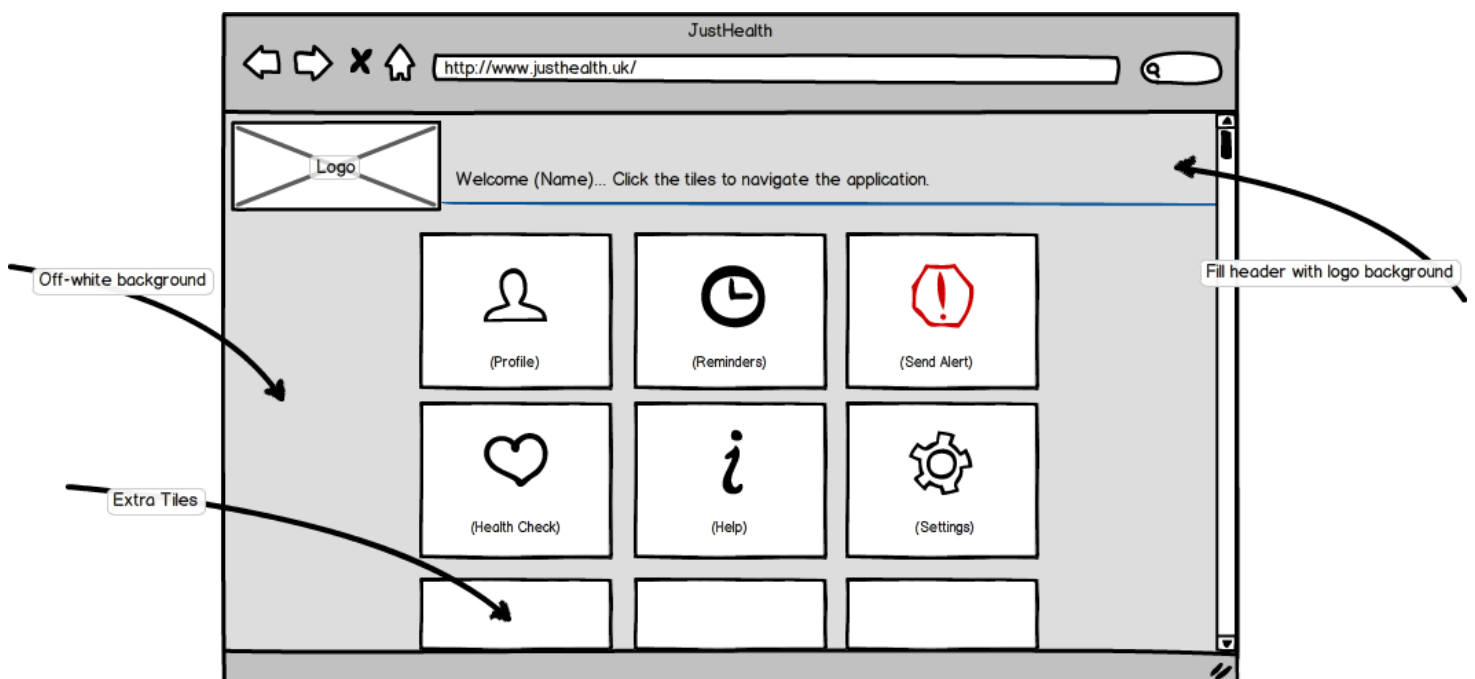 JustHealth
http://www.justhealth.uk/
Logo
Welcome (Name)... Click the tiles to navigate the application.
Off-white background
Fill header with logo background
(Profile)
(Reminders)
(Send Alert)
Extra Tiles
(Health Check)
(Help)
(Settings)